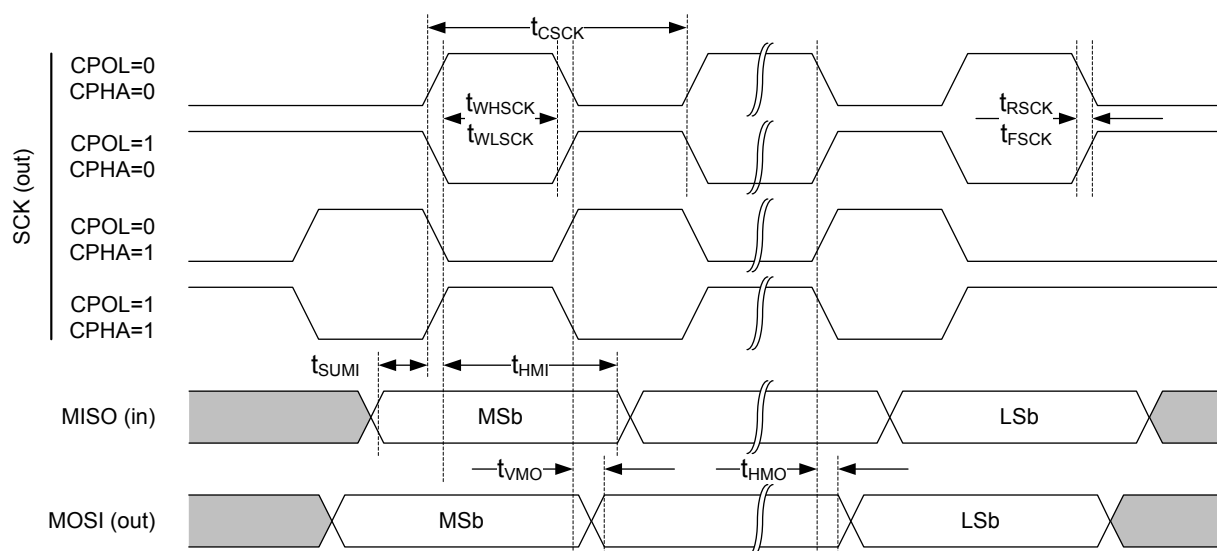 tCSCK
SCK (out)
CPOL=0
CPHA=0
tWHSCK
tWLSCK
tRSCK
tFSCK
CPOL=1
CPHA=0
CPOL=0
CPHA=1
CPOL=1
CPHA=1
tSUMI
tHMI
MISO (in)
MSb
LSb
tVMO
tHMO
MOSI (out)
MSb
LSb